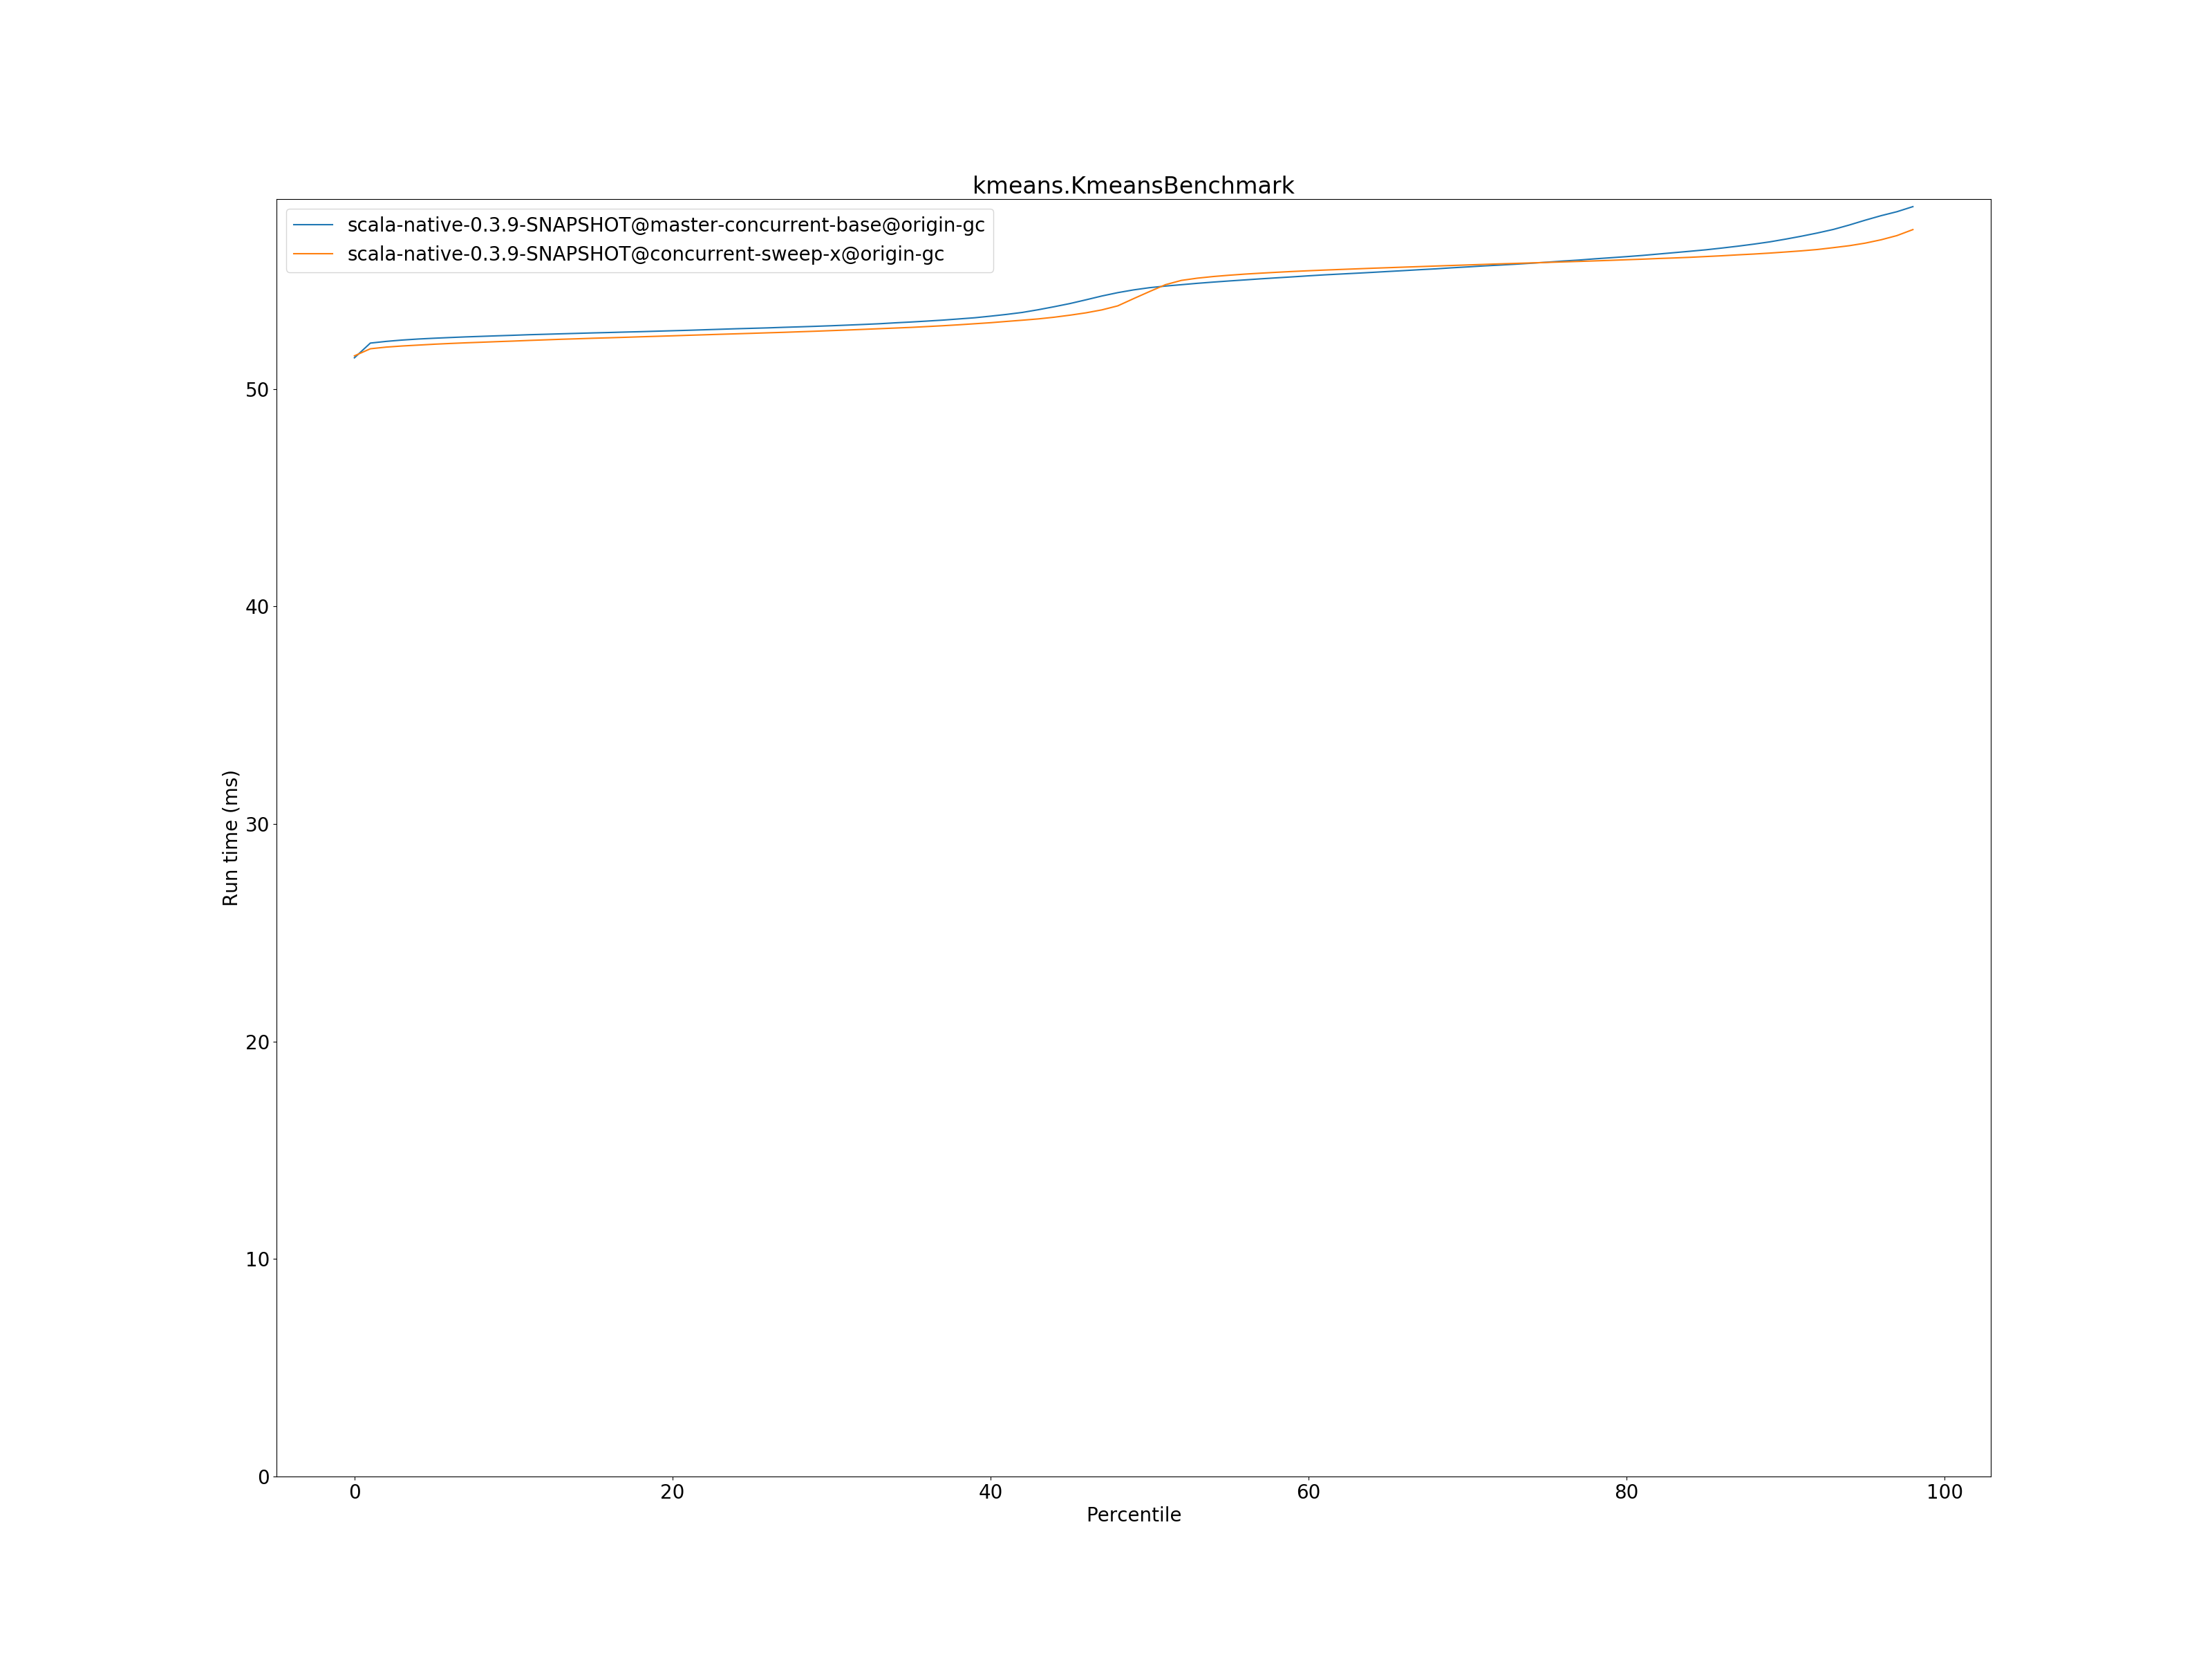 kmeans.KmeansBenchmark
scala-native-0.3.9-SNAPSHOT@master-concurrent-base@origin-gc
scala-native-0.3.9-SNAPSHOT@concurrent-sweep-x@origin-gc
50
40
30
20
10
0
Run time (ms)
0 20 40 60 80 100
Percentile